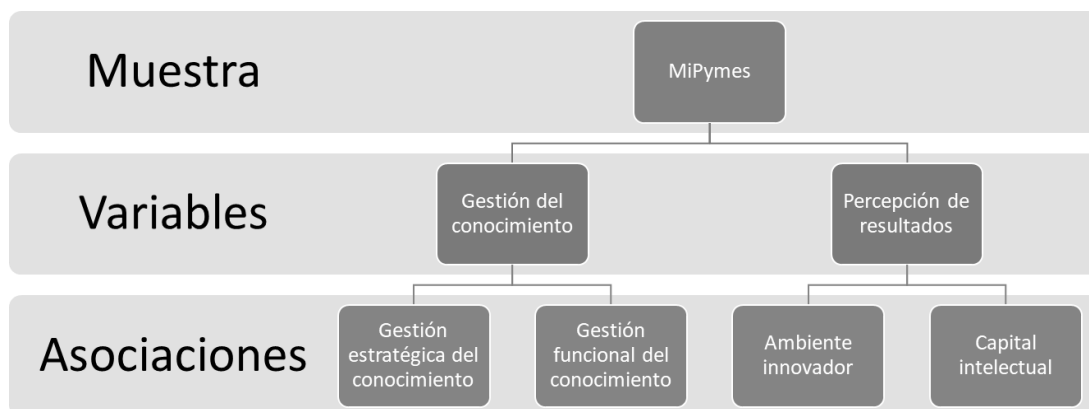 Muestra
MiPymes
Variables
Gestión del
conocimiento
Percepción de
resultados
Asociaciones
Gestión
estratégica del
conocimiento
Gestión
funcional del
conocimiento
Ambiente
innovador
Capital
intelectual